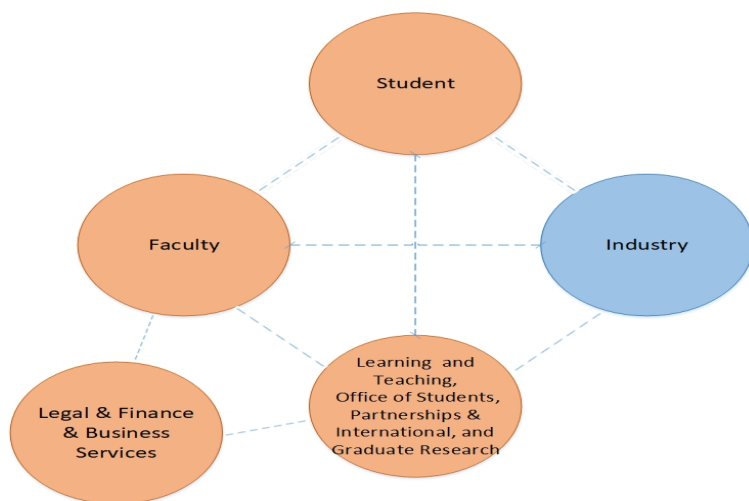 Student
Faculty
Industry
Learning and
Teaching,
Office of Students,
Partnerships &
International, and
Graduate Research
Legal & Finance
& Business
Services